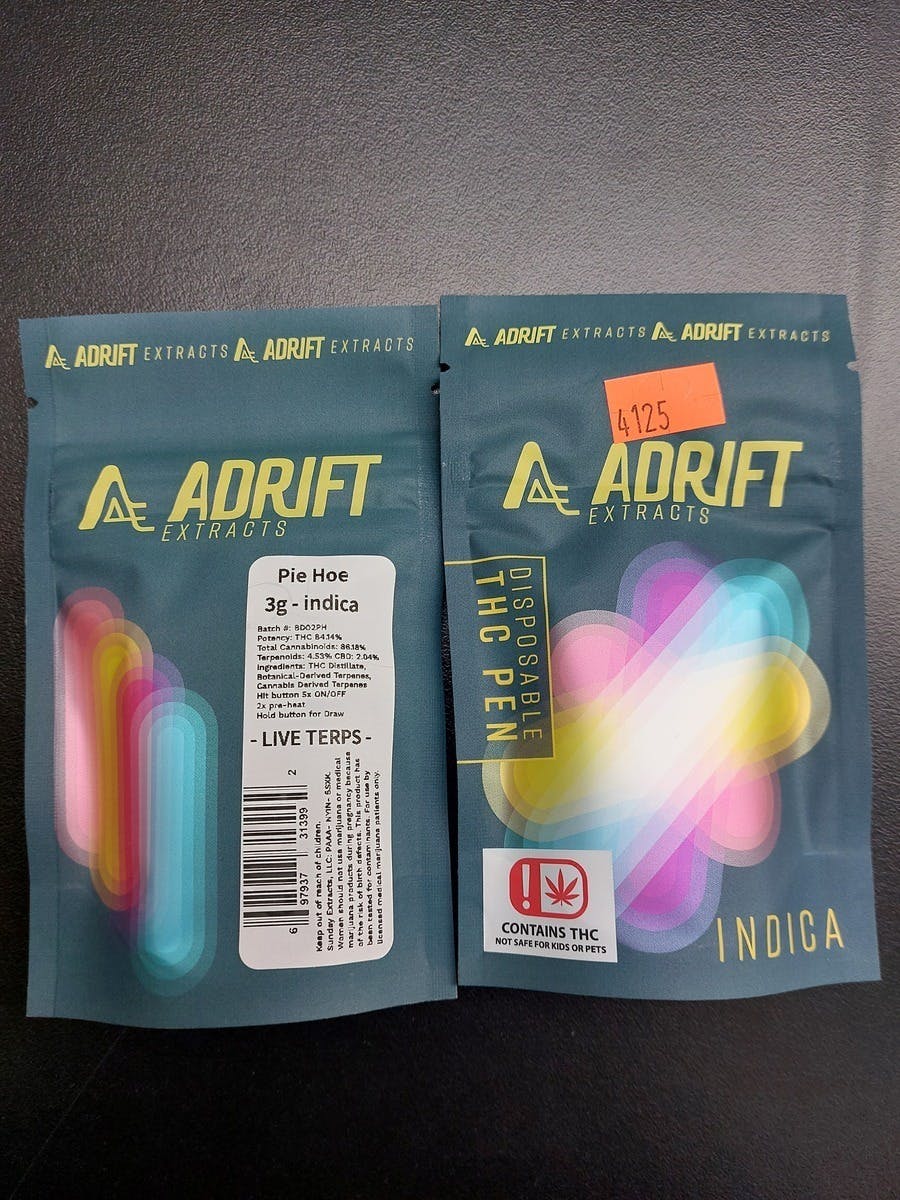 ADRIFT EXTRACTS ADRIFT EXTRACTS
ADRIFT
EXTRACTS
Pie Hoe
3g - indica
Batch #: BD02PH
Potency: THC 84.14%
Total Cannabinoids: 86.18%
Terpenoids: 4.53% CBD: 2.04%
Ingredients: THC Distillate,
Botanical-Derived Terpenes,
Cannabis Derived Terpenes
Hit button 5x ON/OFF
2x pre-heat
Hold button for Draw
- LIVE TERPS -
6 97937 31399 2
Keep out of reach of children.
Sunday Extracts, LLC: PAAA- NYIN- 5SXK
Women should not use marijuana or medical
marijuana products during pregnancy because
of the risk of birth defects. This product has
been tested for contaminants. For use by
licensed medical marijuana patients only.
ADRIFT EXTRACTS ADRIFT EXTRACTS
4125
ADRIFT
EXTRACTS
DISPOSABLE
THC PEN
CONTAINS THC
NOT SAFE FOR KIDS OR PETS
INDICA